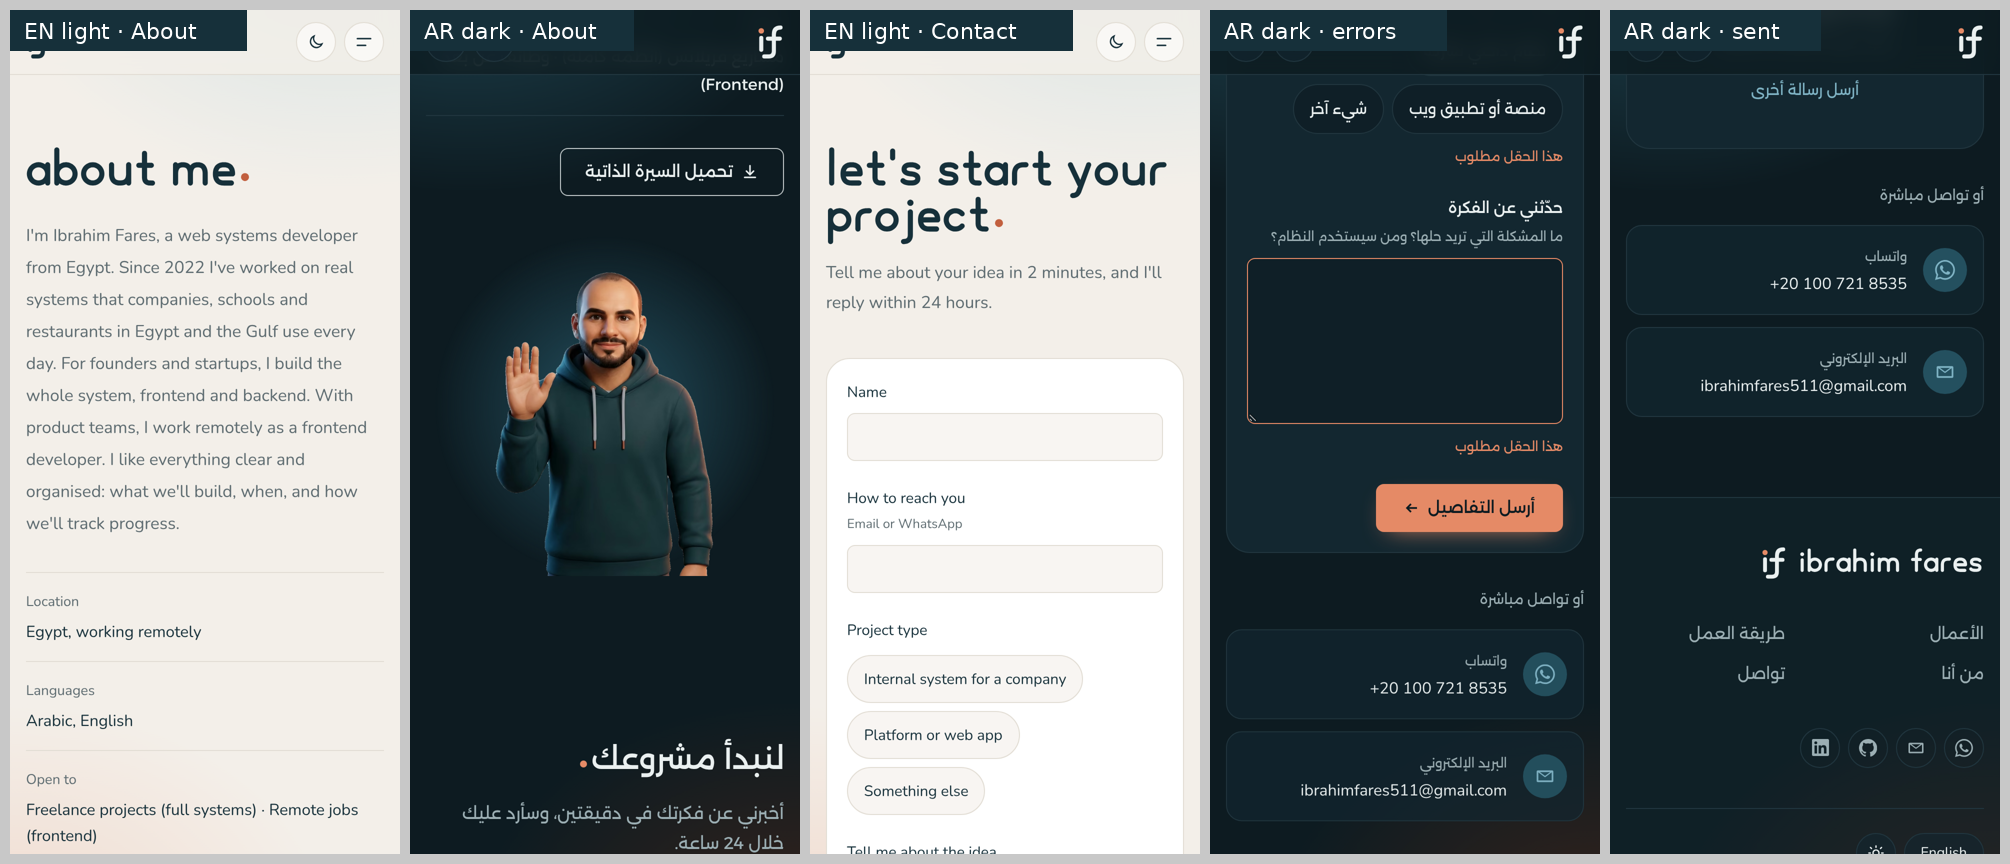 EN light · About
about me.
I'm Ibrahim Fares, a web systems developer
from Egypt. Since 2022 I've worked on real
systems that companies, schools and
restaurants in Egypt and the Gulf use every
day. For founders and startups, I build the
whole system, frontend and backend. With
product teams, I work remotely as a frontend
developer. I like everything clear and
organised: what we'll build, when, and how
we'll track progress.
Location
Egypt, working remotely
Languages
Arabic, English
Open to
Freelance projects (full systems) · Remote jobs
(frontend)
AR dark · About
if
(Frontend)
تحميل السيرة الذاتية
لنبدأ مشروعك.
أخبرني عن فكرتك في دقيقتين، وسأرد عليك
خلال 24 ساعة.
EN light · Contact
let's start your
project.
Tell me about your idea in 2 minutes, and I'll
reply within 24 hours.
Name
How to reach you
Email or WhatsApp
Project type
Internal system for a company
Platform or web app
Something else
Tell me about the idea
AR dark · errors
if
منصة أو تطبيق ويب
شيء آخر
هذا الحقل مطلوب
حدّثني عن الفكرة
ما المشكلة التي تريد حلها؟ ومن سيستخدم النظام؟
هذا الحقل مطلوب
أرسل التفاصيل ←
أو تواصل مباشرة
واتساب
+20 100 721 8535
البريد الإلكتروني
ibrahimfares511@gmail.com
AR dark · sent
if
أرسل رسالة أخرى
أو تواصل مباشرة
واتساب
+20 100 721 8535
البريد الإلكتروني
ibrahimfares511@gmail.com
if ibrahim fares
الأعمال
طريقة العمل
من أنا
تواصل
English